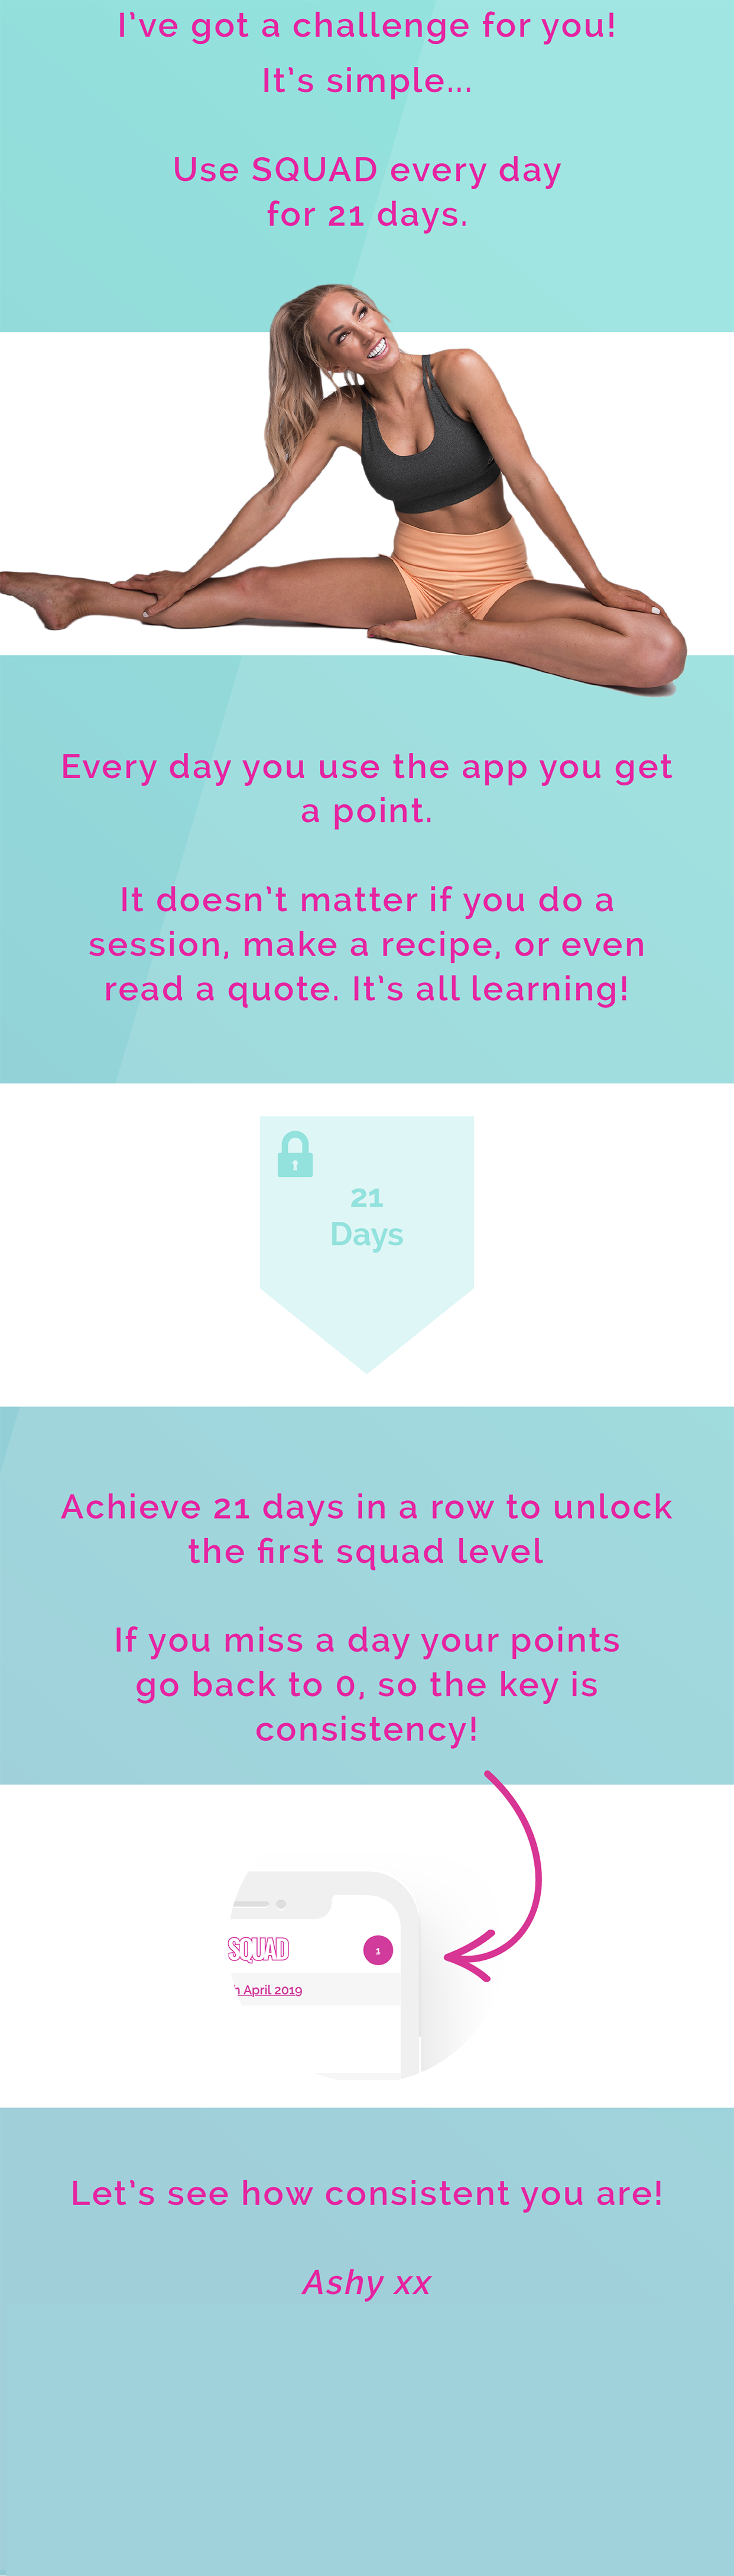 I’ve got a challenge for you!
It’s simple...
Use SQUAD every day
for 21 days.
Every day you use the app you get
a point.
It doesn’t matter if you do a
session, make a recipe, or even
read a quote. It’s all learning!
21
Days
Achieve 21 days in a row to unlock
the first squad level
If you miss a day your points
go back to 0, so the key is
consistency!
SQUAD
1
April 2019
Let’s see how consistent you are!
Ashy xx